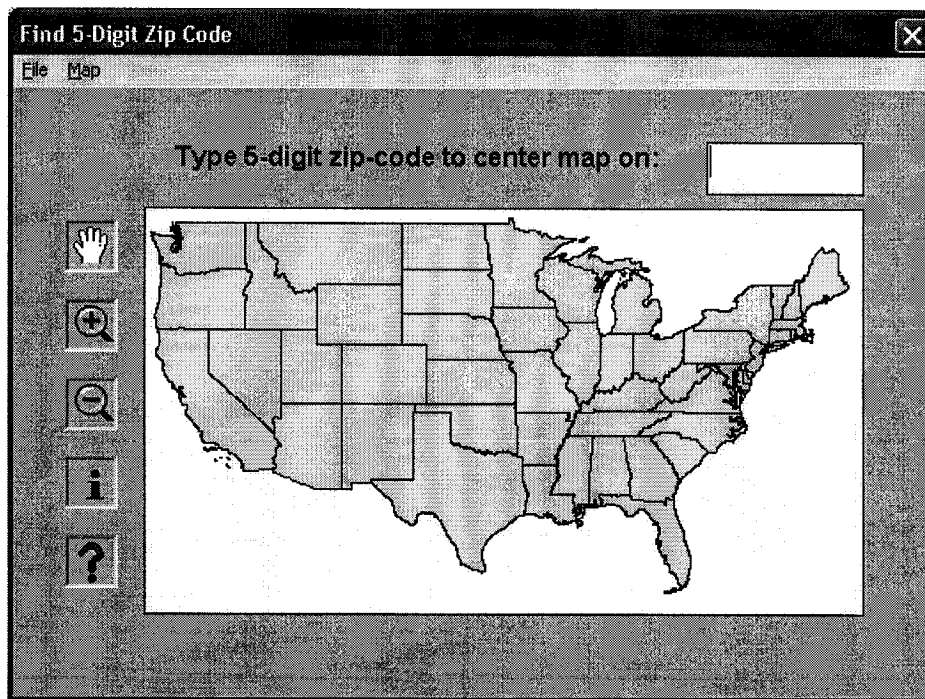 Find 5-Digit Zip Code
File Map
Type 5-digit zip-code to center map on:
i
?